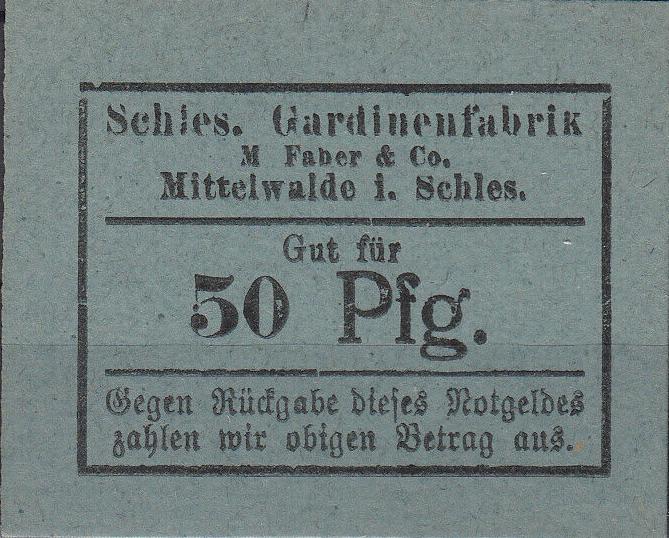 Schles. Gardinenfabrik
M Faber & Co.
Mittelwalde i. Schles.
Gut für
50 Pfg.
Gegen Rückgabe dieſes Notgeldes
zahlen wir obigen Betrag aus.